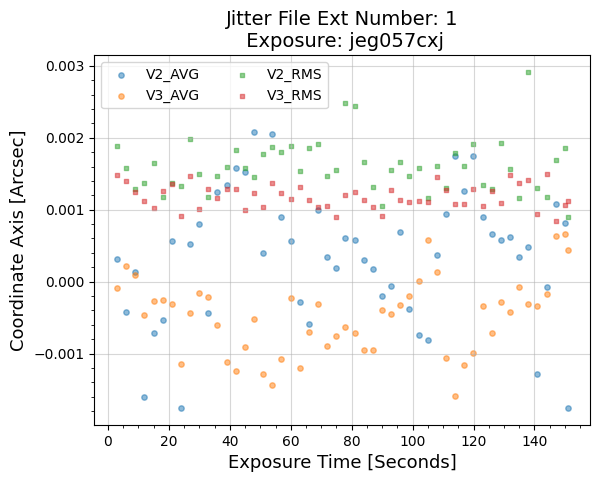 Jitter File Ext Number: 1
Exposure: jeg057cxj
V2_AVG
V3_AVG
V2_RMS
V3_RMS
0.003
0.002
0.001
0.000
−0.001
Coordinate Axis [Arcsec]
0 20 40 60 80 100 120 140
Exposure Time [Seconds]